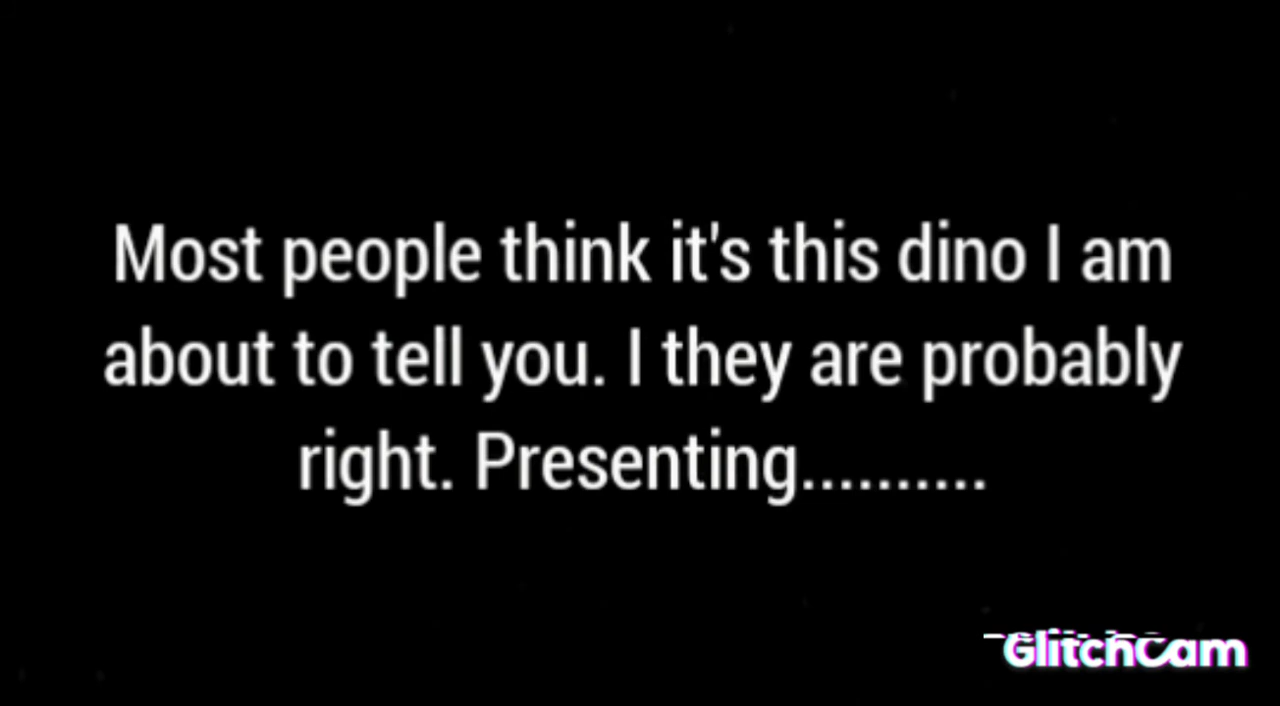 Most people think it's this dino I am
about to tell you. I they are probably
right. Presenting..........
GlitchCam